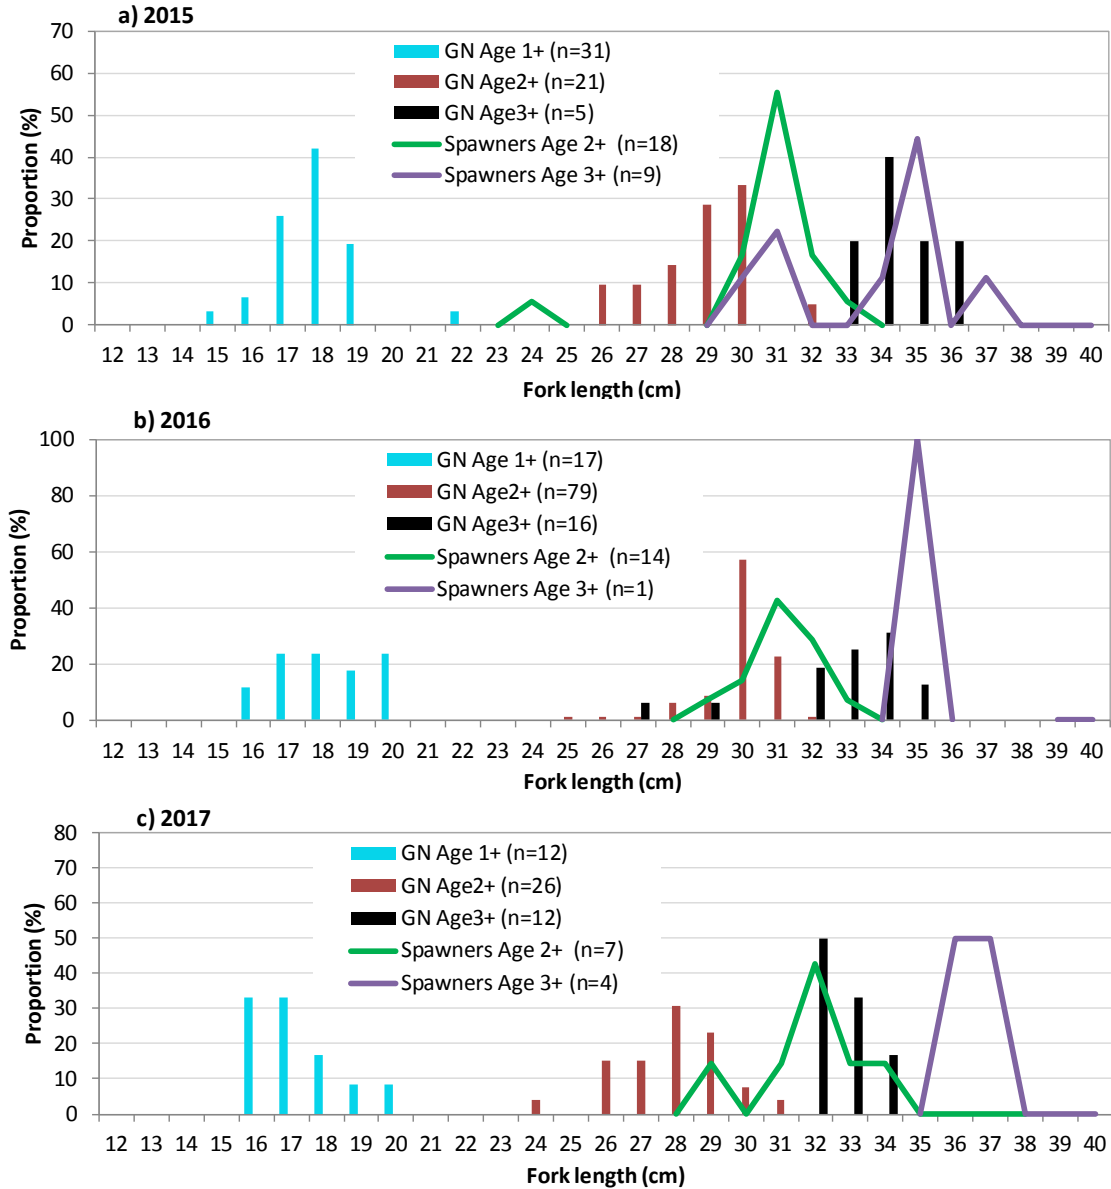 a) 2015
70
60
50
40
30
20
10
0
Proportion (%)
GN Age 1+ (n=31)
GN Age2+ (n=21)
GN Age3+ (n=5)
Spawners Age 2+ (n=18)
Spawners Age 3+ (n=9)
12 13 14 15 16 17 18 19 20 21 22 23 24 25 26 27 28 29 30 31 32 33 34 35 36 37 38 39 40
Fork length (cm)
b) 2016
100
80
60
40
20
0
Proportion (%)
GN Age 1+ (n=17)
GN Age2+ (n=79)
GN Age3+ (n=16)
Spawners Age 2+ (n=14)
Spawners Age 3+ (n=1)
12 13 14 15 16 17 18 19 20 21 22 23 24 25 26 27 28 29 30 31 32 33 34 35 36 37 38 39 40
Fork length (cm)
c) 2017
80
70
60
50
40
30
20
10
0
Proportion (%)
GN Age 1+ (n=12)
GN Age2+ (n=26)
GN Age3+ (n=12)
Spawners Age 2+ (n=7)
Spawners Age 3+ (n=4)
12 13 14 15 16 17 18 19 20 21 22 23 24 25 26 27 28 29 30 31 32 33 34 35 36 37 38 39 40
Fork length (cm)